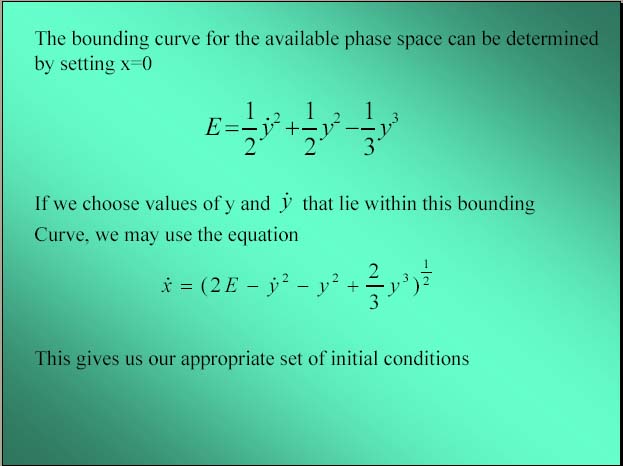 The bounding curve for the available phase space can be determined
by setting x=0
E=\frac{1}{2}\dot{y}^2+\frac{1}{2}y^2-\frac{1}{3}y^3
If we choose values of y and \dot{y} that lie within this bounding
Curve, we may use the equation
\dot{x} = (2E - \dot{y}^2 - y^2 + \frac{2}{3}y^3)^{\frac{1}{2}}
This gives us our appropriate set of initial conditions